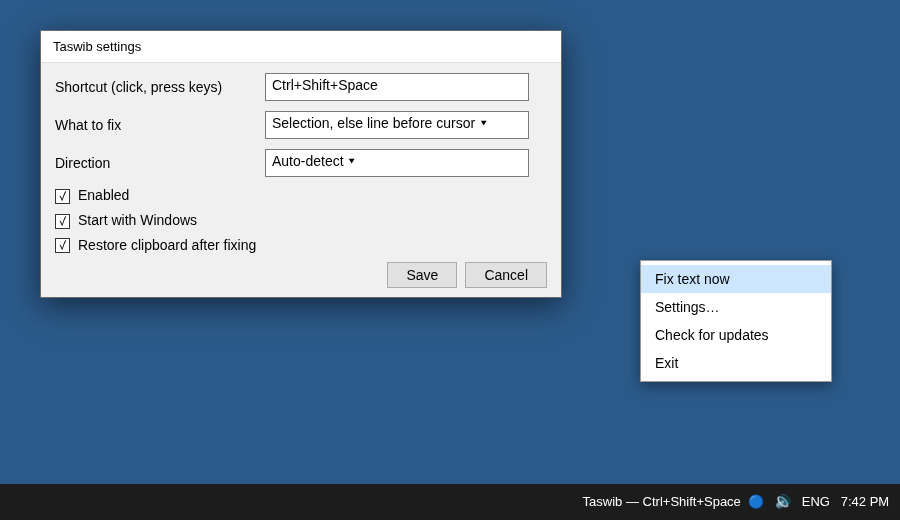 Taswib settings
Shortcut (click, press keys)
Ctrl+Shift+Space
What to fix
Selection, else line before cursor
Direction
Auto-detect
Enabled
Start with Windows
Restore clipboard after fixing
Save
Cancel
Fix text now
Settings…
Check for updates
Exit
Taswib — Ctrl+Shift+Space ENG 7:42 PM